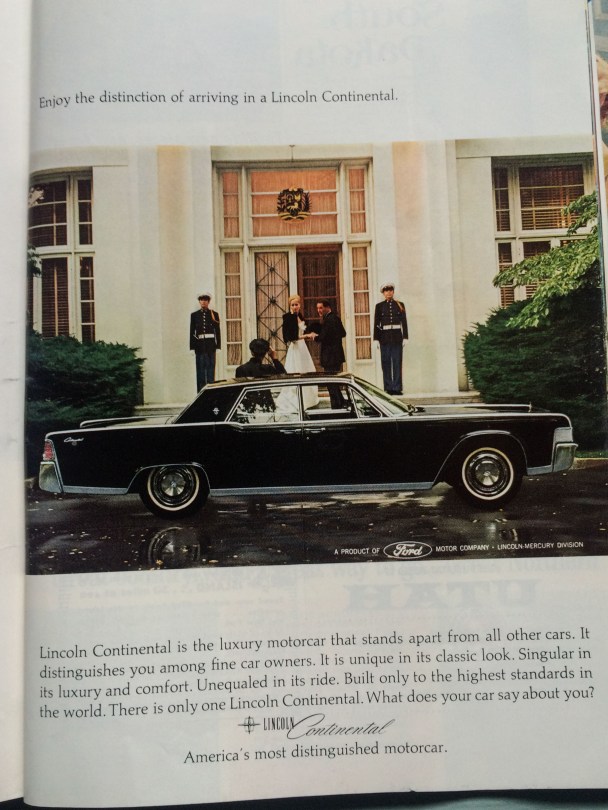 Enjoy the distinction of arriving in a Lincoln Continental.
A PRODUCT OF Ford MOTOR COMPANY • LINCOLN-MERCURY DIVISION
Lincoln Continental is the luxury motorcar that stands apart from all other cars. It
distinguishes you among fine car owners. It is unique in its classic look. Singular in
its luxury and comfort. Unequaled in its ride. Built only to the highest standards in
the world. There is only one Lincoln Continental. What does your car say about you?
LINCOLN Continental
America's most distinguished motorcar.